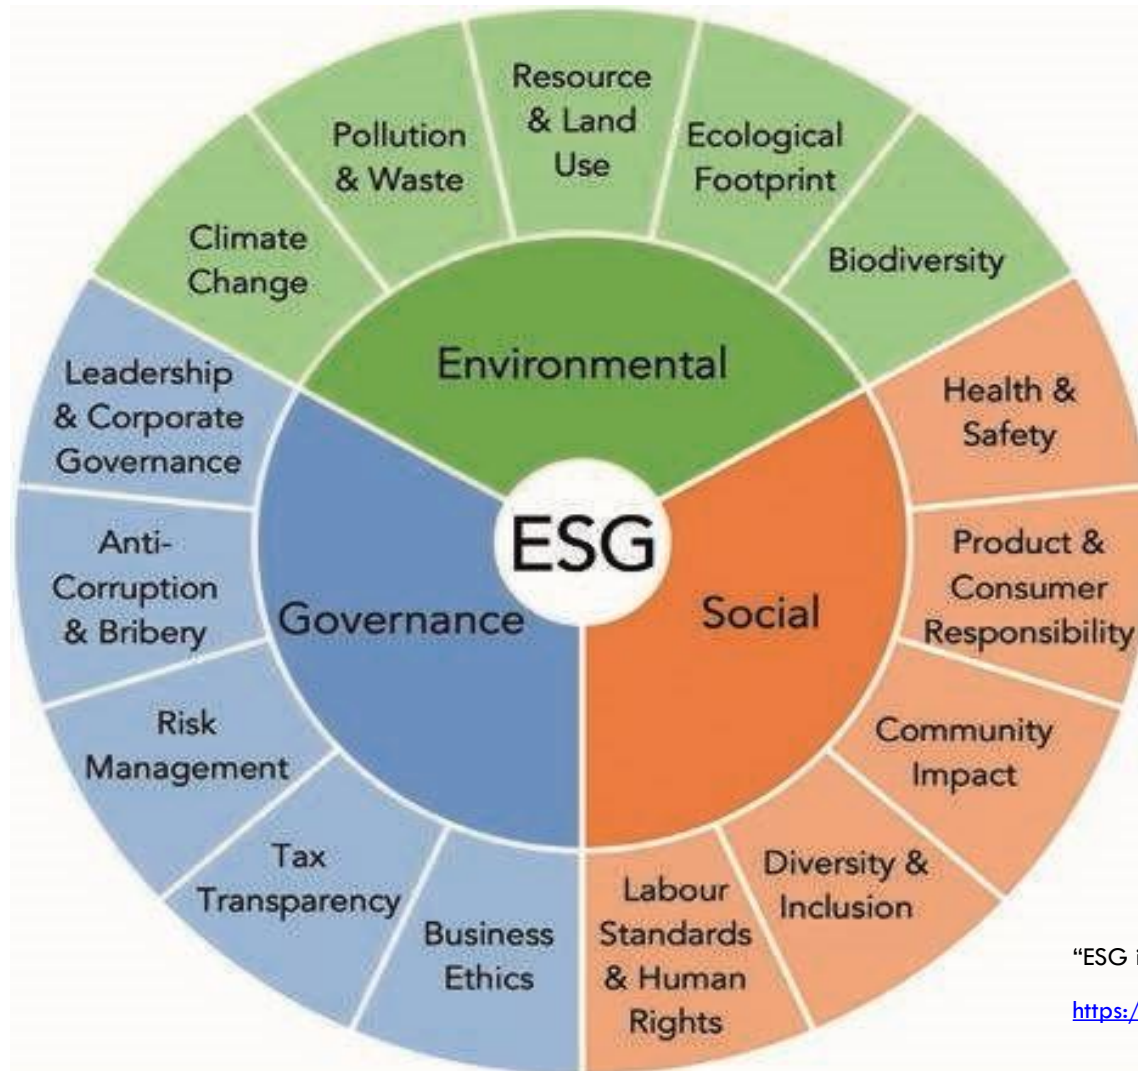 Resource
& Land
Use
Pollution
& Waste
Ecological
Footprint
Climate
Change
Biodiversity
Environmental
Leadership
& Corporate
Governance
Health &
Safety
ESG
Anti-
Corruption
& Bribery
Product &
Consumer
Responsibility
Governance
Social
Risk
Management
Community
Impact
Tax
Transparency
Diversity &
Inclusion
Business
Ethics
Labour
Standards
& Human
Rights
“ESG i
https:/